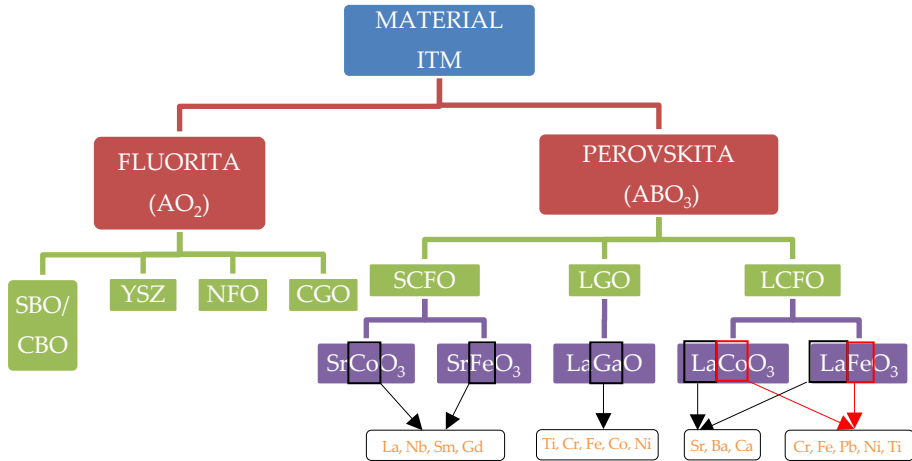 MATERIAL
ITM
FLUORITA
(AO₂)
PEROVSKITA
(ABO₃)
SBO/
CBO
YSZ
NFO
CGO
SCFO
LGO
LCFO
SrCoO₃
SrFeO₃
LaGaO
LaCoO₃
LaFeO₃
La, Nb, Sm, Gd
Ti, Cr, Fe, Co, Ni
Sr, Ba, Ca
Cr, Fe, Pb, Ni, Ti